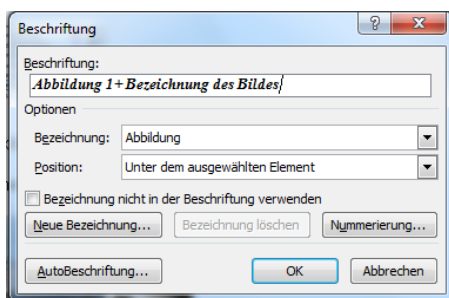 Beschriftung
Beschriftung:
Abbildung 1+Bezeichnung des Bildes
Optionen
Bezeichnung: Abbildung
Position: Unter dem ausgewählten Element
Bezeichnung nicht in der Beschriftung verwenden
Neue Bezeichnung... Bezeichnung löschen Nummerierung...
AutoBeschriftung... OK Abbrechen